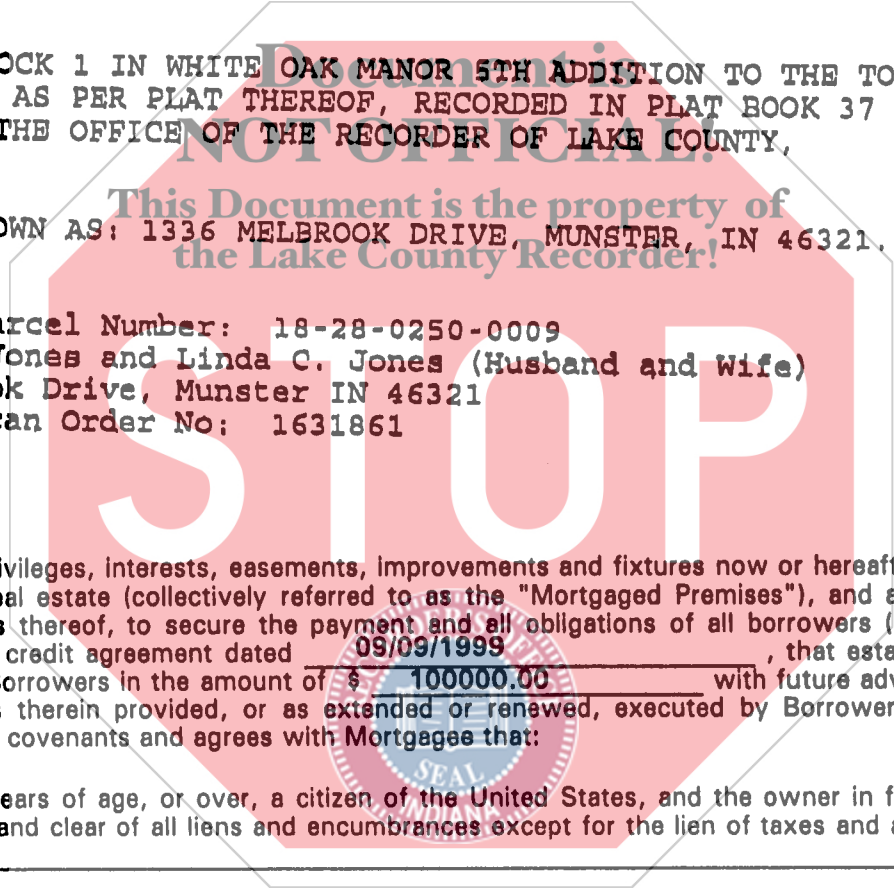 Document is
NOT OFFICIAL!
This Document is the property of
the Lake County Recorder!
STOP
OCK 1 IN WHITE OAK MANOR 5TH ADDITION TO THE TO
AS PER PLAT THEREOF, RECORDED IN PLAT BOOK 37
THE OFFICE OF THE RECORDER OF LAKE COUNTY,
OWN AS: 1336 MELBROOK DRIVE, MUNSTER, IN 46321.
arcel Number: 18-28-0250-0009
Jones and Linda C. Jones (Husband and Wife)
ok Drive, Munster IN 46321
can Order No: 1631861
ivileges, interests, easements, improvements and fixtures now or hereaft
eal estate (collectively referred to as the "Mortgaged Premises"), and a
s thereof, to secure the payment and all obligations of all borrowers (
credit agreement dated 09/09/1999, that esta
orrowers in the amount of $ 100000.00 with future adv
s therein provided, or as extended or renewed, executed by Borrower
covenants and agrees with Mortgagee that:
ears of age, or over, a citizen of the United States, and the owner in f
and clear of all liens and encumbrances except for the lien of taxes and a
SEAL
INDIANA